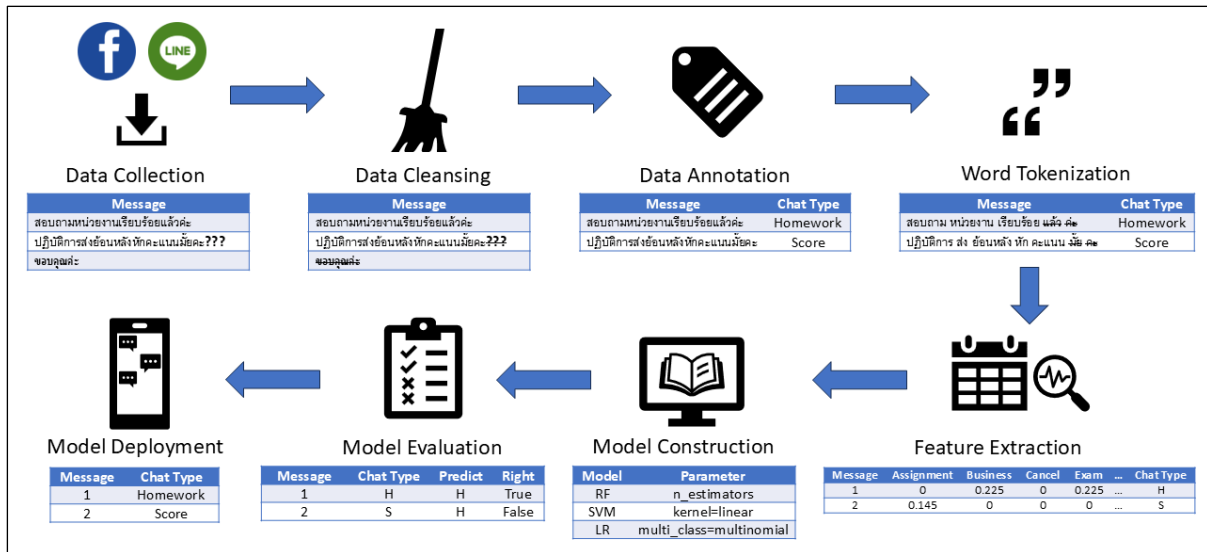 f
LINE
Data Collection
Message
สอบถามหน่วยงานเรียบร้อยแล้วค่ะ
ปฏิบัติการส่งย้อนหลังหักคะแนนมั้ยคะ???
ขอบคุณค่ะ
Data Cleansing
Message
สอบถามหน่วยงานเรียบร้อยแล้วค่ะ
ปฏิบัติการส่งย้อนหลังหักคะแนนมั้ยคะ???
ขอบคุณค่ะ
Data Annotation
Message Chat Type
สอบถามหน่วยงานเรียบร้อยแล้วค่ะ Homework
ปฏิบัติการส่งย้อนหลังหักคะแนนมั้ยคะ Score
Word Tokenization
Message Chat Type
สอบถาม หน่วยงาน เรียบร้อย แล้ว ค่ะ Homework
ปฏิบัติการ ส่ง ย้อนหลัง หัก คะแนน มั้ย คะ Score
Model Deployment
Message Chat Type
1 Homework
2 Score
Model Evaluation
Message Chat Type Predict Right
1 H H True
2 S H False
Model Construction
Model Parameter
RF n_estimators
SVM kernel=linear
LR multi_class=multinomial
Feature Extraction
Message Assignment Business Cancel Exam ... Chat Type
1 0 0.225 0 0.225 ... H
2 0.145 0 0 0 ... S